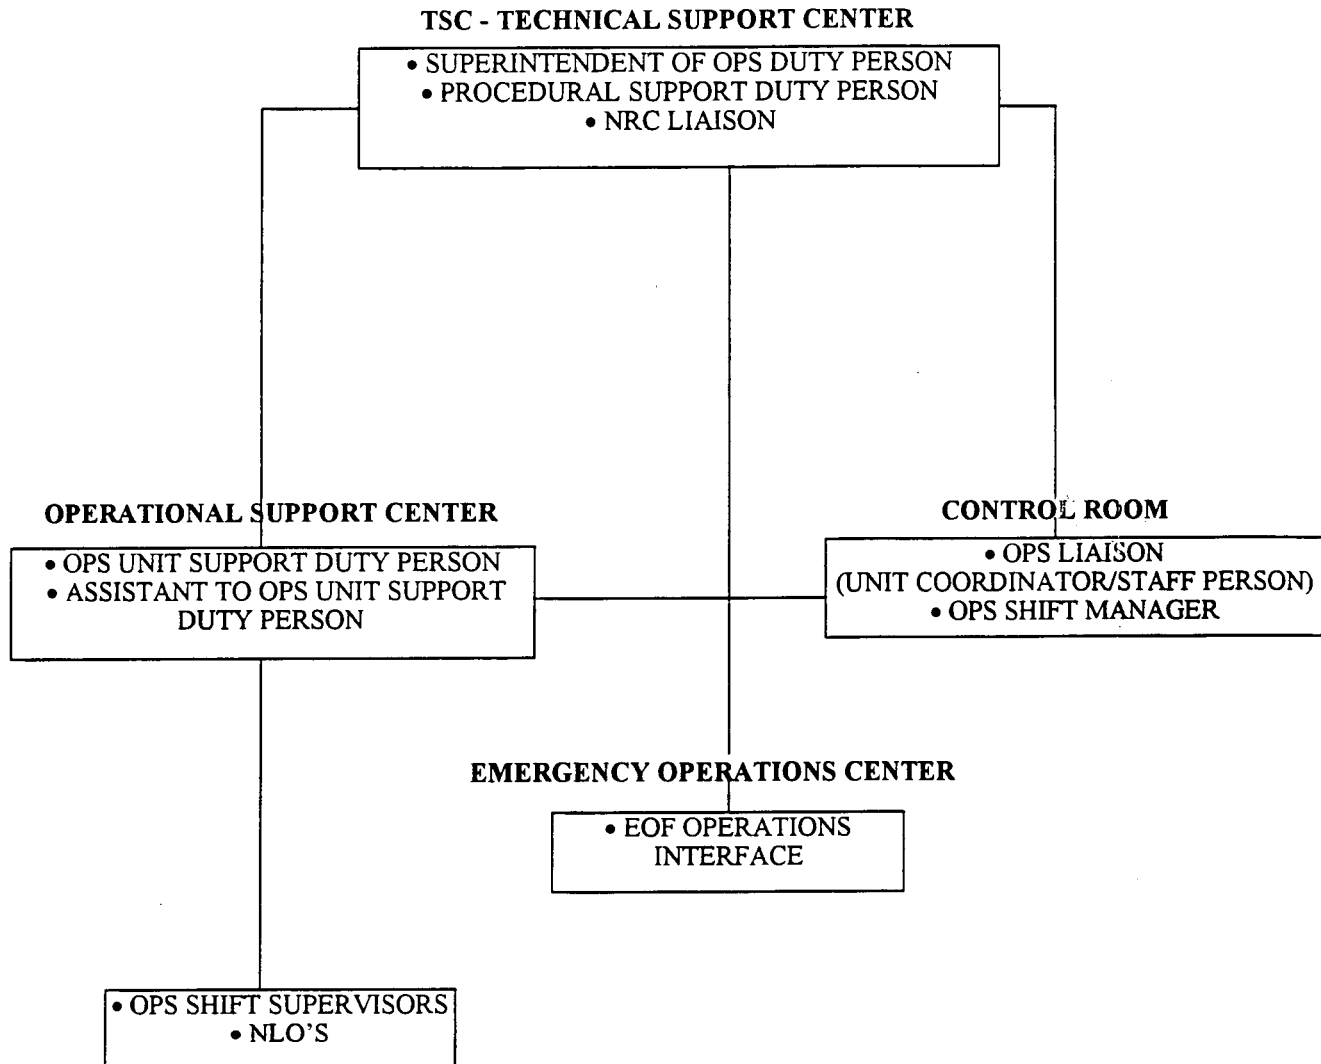 TSC - TECHNICAL SUPPORT CENTER
• SUPERINTENDENT OF OPS DUTY PERSON
• PROCEDURAL SUPPORT DUTY PERSON
• NRC LIAISON
OPERATIONAL SUPPORT CENTER
• OPS UNIT SUPPORT DUTY PERSON
• ASSISTANT TO OPS UNIT SUPPORT
DUTY PERSON
CONTROL ROOM
• OPS LIAISON
(UNIT COORDINATOR/STAFF PERSON)
• OPS SHIFT MANAGER
EMERGENCY OPERATIONS CENTER
• EOF OPERATIONS
INTERFACE
• OPS SHIFT SUPERVISORS
• NLO'S